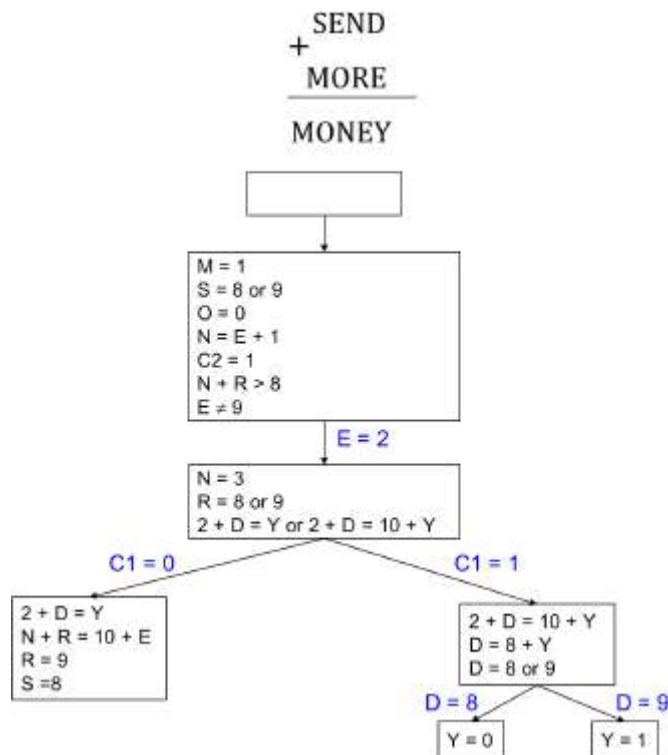 SEND
+
MORE
MONEY
M = 1
S = 8 or 9
O = 0
N = E + 1
C2 = 1
N + R > 8
E ≠ 9
E = 2
N = 3
R = 8 or 9
2 + D = Y or 2 + D = 10 + Y
C1 = 0
C1 = 1
2 + D = Y
N + R = 10 + E
R = 9
S =8
2 + D = 10 + Y
D = 8 + Y
D = 8 or 9
D = 8
D = 9
Y = 0
Y = 1